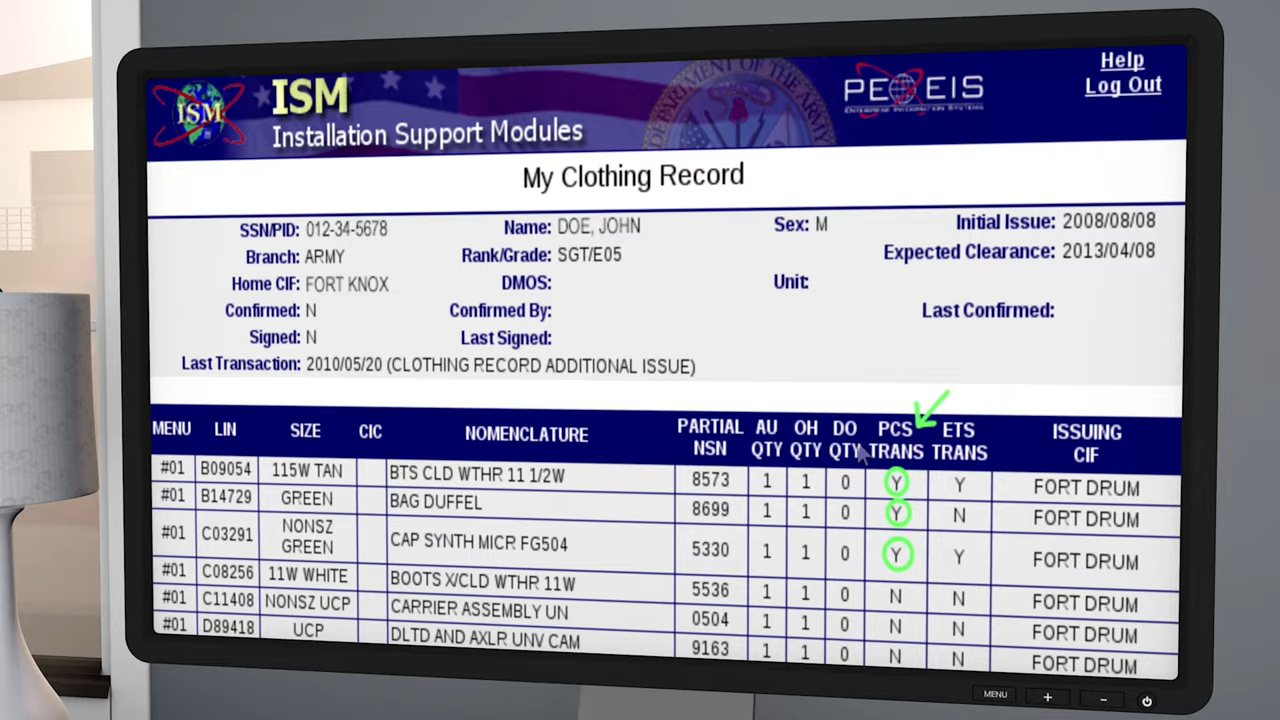 ISM
ISM
Installation Support Modules
DEPARTMENT OF THE ARMY
PEO EIS
ENTERPRISE INFORMATION SYSTEMS
Help
Log Out
My Clothing Record
SSN/PID: 012-34-5678 Name: DOE, JOHN Sex: M Initial Issue: 2008/08/08
Branch: ARMY Rank/Grade: SGT/E05 Expected Clearance: 2013/04/08
Home CIF: FORT KNOX DMOS: Unit:
Confirmed: N Confirmed By: Last Confirmed:
Signed: N Last Signed:
Last Transaction: 2010/05/20 (CLOTHING RECORD ADDITIONAL ISSUE)
MENU LIN SIZE CIC NOMENCLATURE PARTIAL NSN AU QTY OH QTY DO QTY PCS TRANS ETS TRANS ISSUING CIF
#01 B09054 115W TAN BTS CLD WTHR 11 1/2W 8573 1 1 0 Y Y FORT DRUM
#01 B14729 GREEN BAG DUFFEL 8699 1 1 0 Y N FORT DRUM
#01 C03291 NONSZ GREEN CAP SYNTH MICR FG504 5330 1 1 0 Y Y FORT DRUM
#01 C08256 11W WHITE BOOTS X/CLD WTHR 11W 5536 1 1 0 N N FORT DRUM
#01 C11408 NONSZ UCP CARRIER ASSEMBLY UN 0504 1 1 0 N N FORT DRUM
#01 D89418 UCP DLTD AND AXLR UNV CAM 9163 1 1 0 N N FORT DRUM
MENU + −